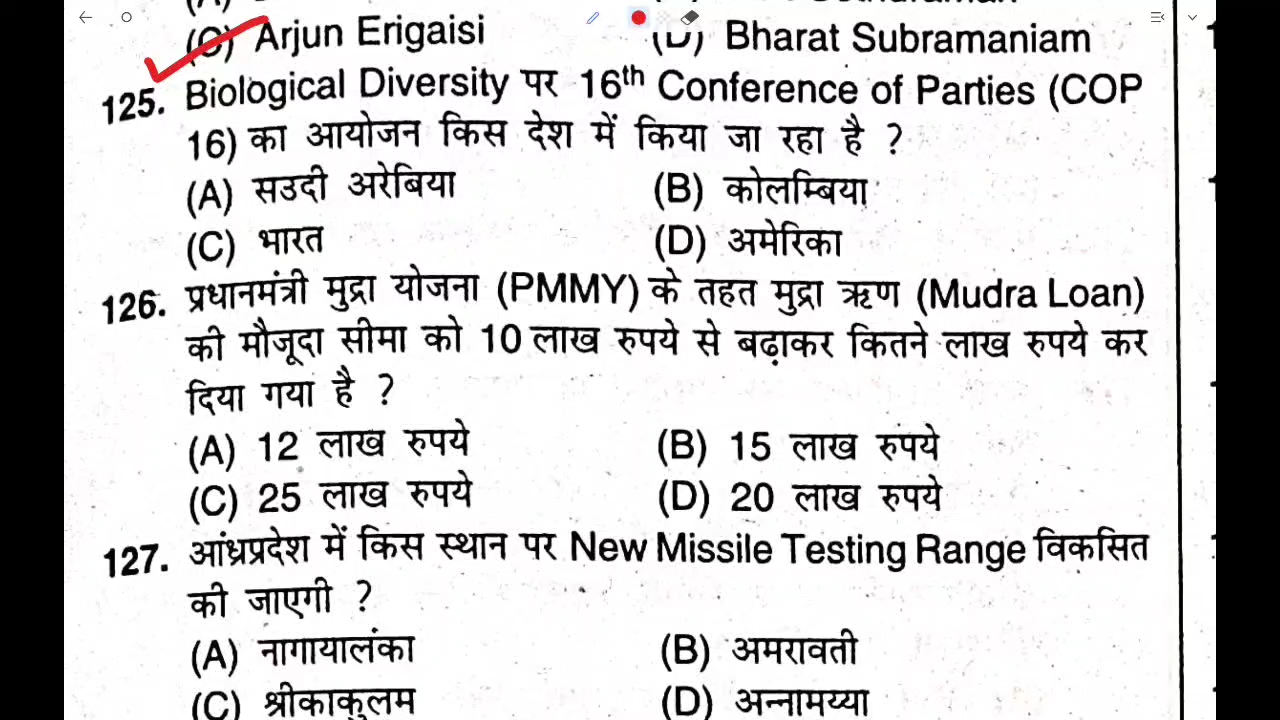 (C) Arjun Erigaisi (D) Bharat Subramaniam
125. Biological Diversity पर 16th Conference of Parties (COP
16) का आयोजन किस देश में किया जा रहा है ?
(A) सउदी अरेबिया (B) कोलम्बिया
(C) भारत (D) अमेरिका
126. प्रधानमंत्री मुद्रा योजना (PMMY) के तहत मुद्रा ऋण (Mudra Loan)
की मौजूदा सीमा को 10 लाख रुपये से बढ़ाकर कितने लाख रुपये कर
दिया गया है ?
(A) 12 लाख रुपये (B) 15 लाख रुपये
(C) 25 लाख रुपये (D) 20 लाख रुपये
127. आंध्रप्रदेश में किस स्थान पर New Missile Testing Range विकसित
की जाएगी ?
(A) नागायालंका (B) अमरावती
(C) श्रीकाकुलम (D) अन्नामय्या